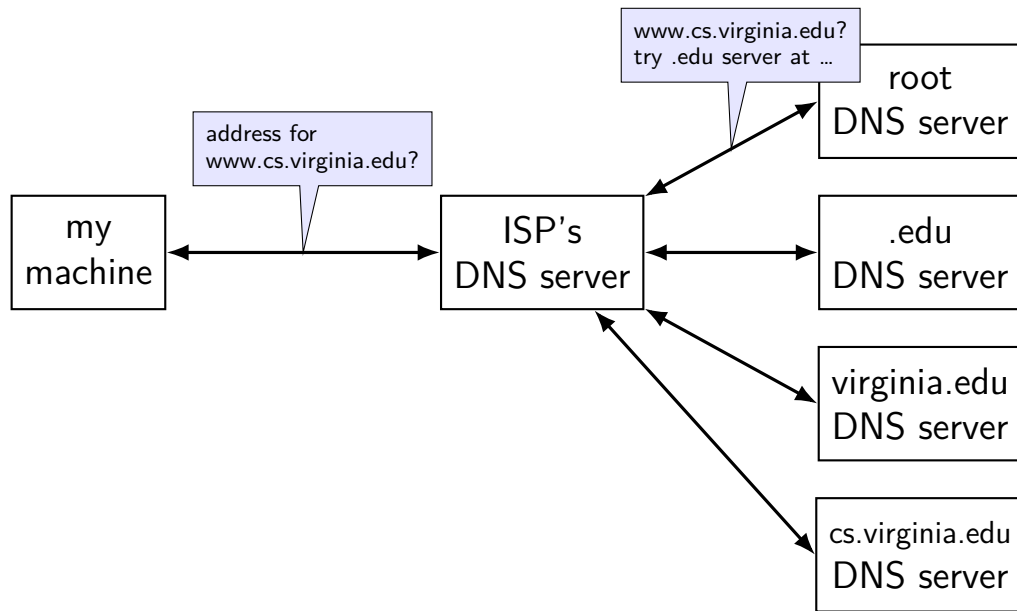 www.cs.virginia.edu?
try .edu server at …
root
DNS server
address for
www.cs.virginia.edu?
my
machine
ISP's
DNS server
.edu
DNS server
virginia.edu
DNS server
cs.virginia.edu
DNS server